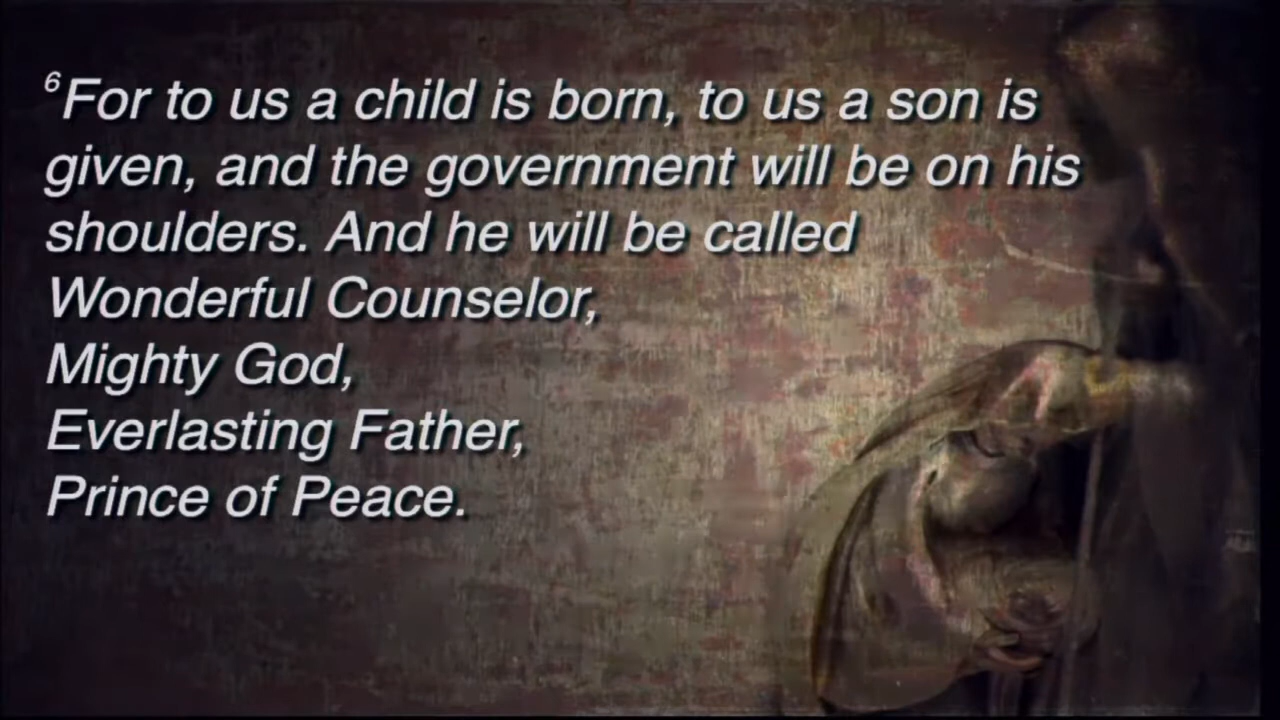 ⁶For to us a child is born, to us a son is
given, and the government will be on his
shoulders. And he will be called
Wonderful Counselor,
Mighty God,
Everlasting Father,
Prince of Peace.